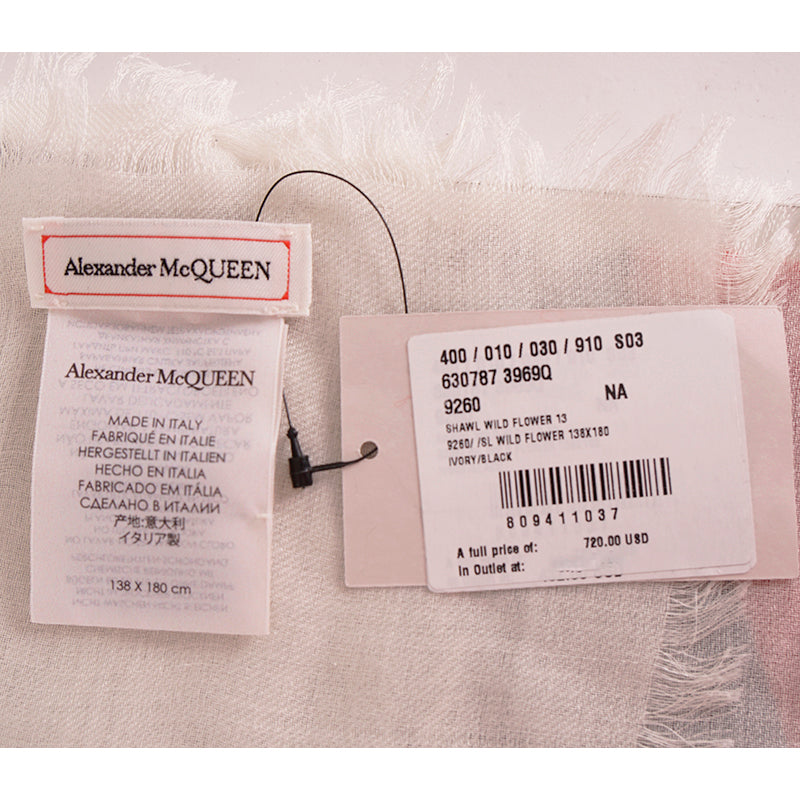 Alexander McQUEEN
Alexander McQUEEN
MADE IN ITALY
FABRIQUÉ EN ITALIE
HERGESTELLT IN ITALIEN
HECHO EN ITALIA
FABRICADO EM ITÁLIA
СДЕЛАНО В ИТАЛИИ
产地:意大利
イタリア製
138 X 180 cm
400 / 010 / 030 / 910 S03
630787 3969Q
9260 NA
SHAWL WILD FLOWER 13
9260/ /SL WILD FLOWER 138X180
IVORY/BLACK
809411037
A full price of: 720.00 USD
In Outlet at: